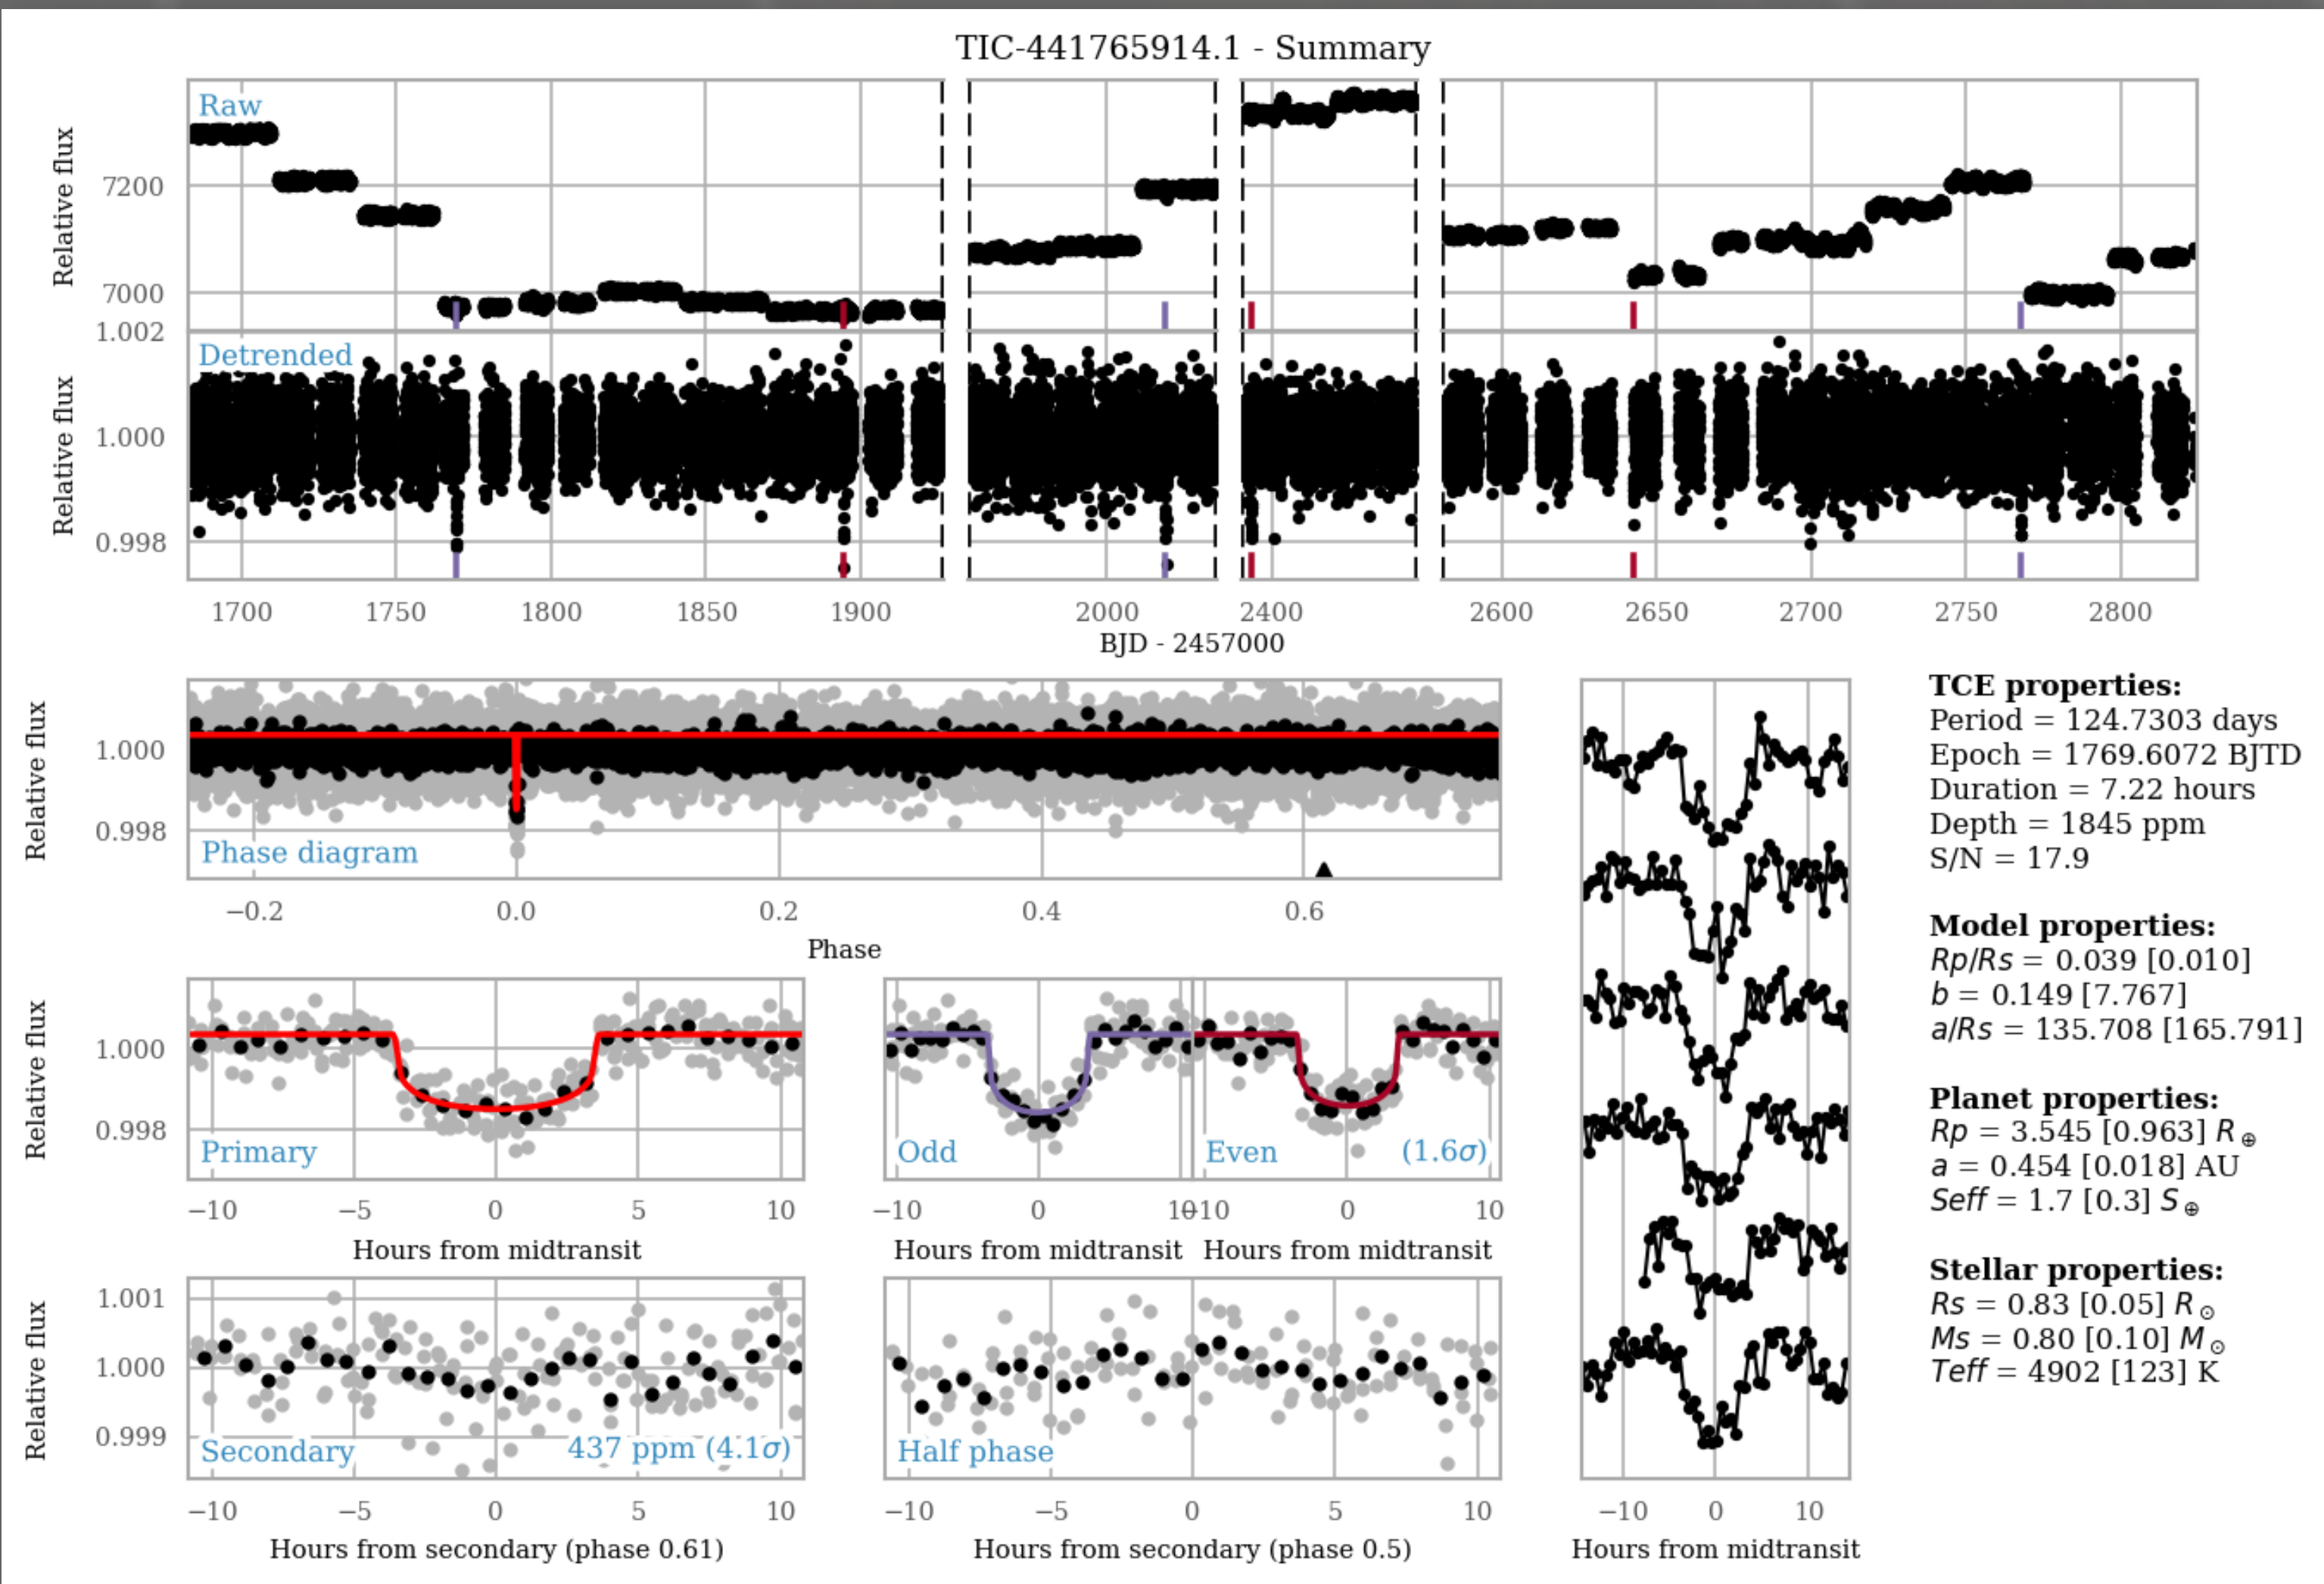 TIC-441765914.1 - Summary
Raw
Relative flux
7200
7000
1.002
Detrended
Relative flux
1.000
0.998
1700 1750 1800 1850 1900 2000 2400 2600 2650 2700 2750 2800
BJD - 2457000
Relative flux
1.000
0.998
Phase diagram
−0.2 0.0 0.2 0.4 0.6
Phase
Relative flux
1.000
0.998
Primary
−10 −5 0 5 10
Hours from midtransit
Odd
−10 0 10
Hours from midtransit
Even
(1.6σ)
−10 0 10
Hours from midtransit
Relative flux
1.001
1.000
0.999
Secondary
437 ppm (4.1σ)
−10 −5 0 5 10
Hours from secondary (phase 0.61)
Half phase
−10 −5 0 5 10
Hours from secondary (phase 0.5)
−10 0 10
Hours from midtransit
TCE properties:
Period = 124.7303 days
Epoch = 1769.6072 BJTD
Duration = 7.22 hours
Depth = 1845 ppm
S/N = 17.9
Model properties:
Rp/Rs = 0.039 [0.010]
b = 0.149 [7.767]
a/Rs = 135.708 [165.791]
Planet properties:
Rp = 3.545 [0.963] R⊕
a = 0.454 [0.018] AU
Seff = 1.7 [0.3] S⊕
Stellar properties:
Rs = 0.83 [0.05] R⊙
Ms = 0.80 [0.10] M⊙
Teff = 4902 [123] K